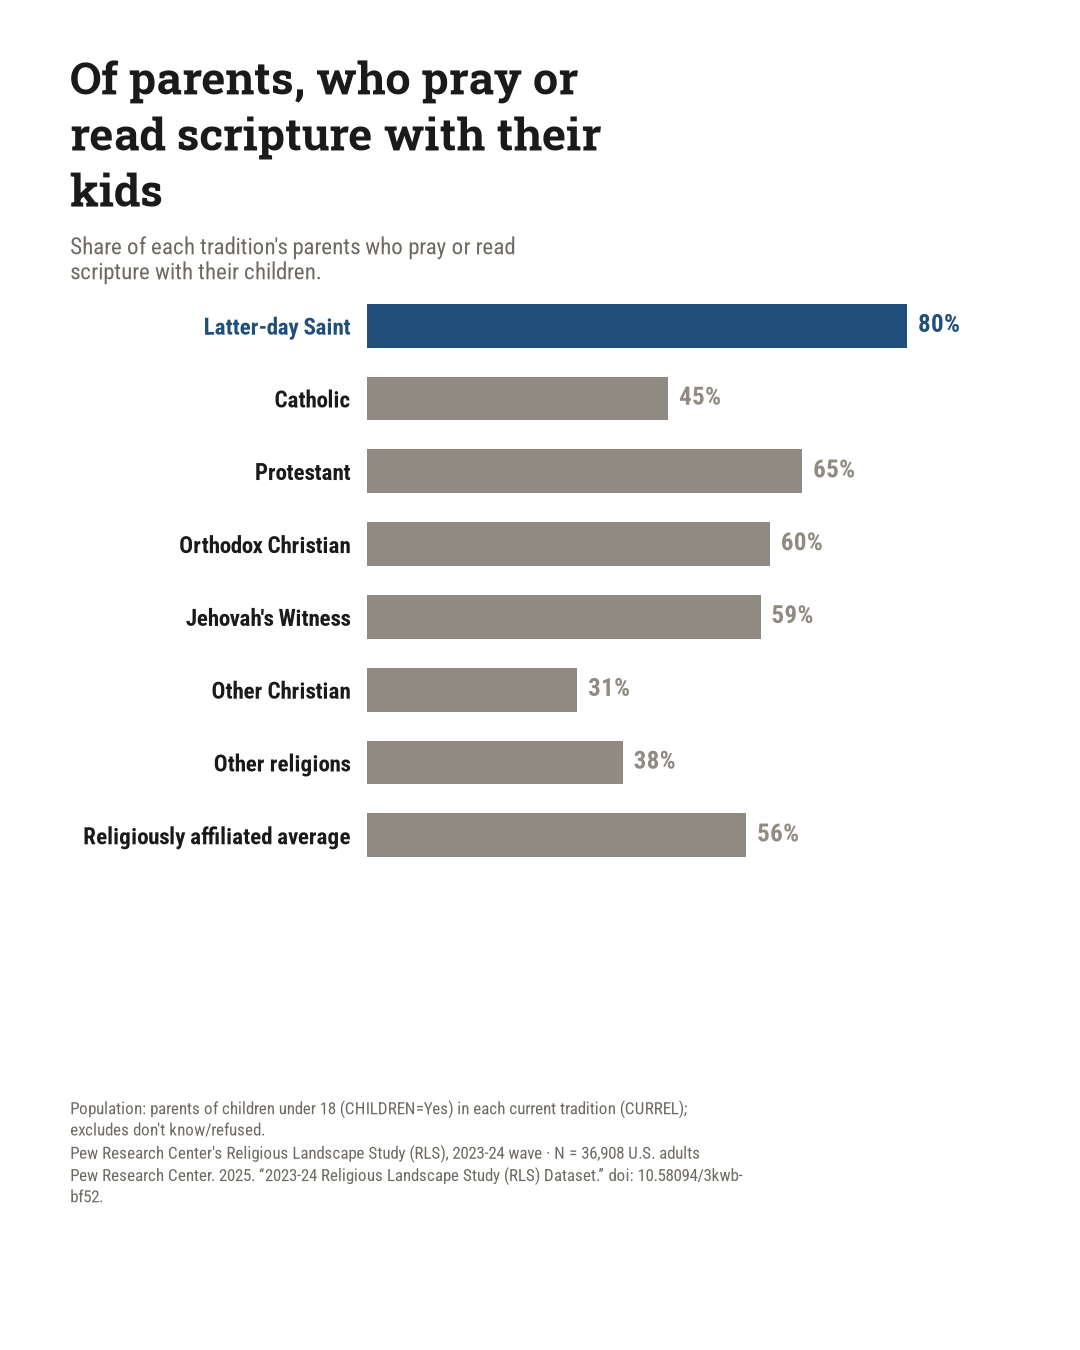 Of parents, who pray or
read scripture with their
kids
Share of each tradition's parents who pray or read
scripture with their children.
Latter-day Saint 80%
Catholic 45%
Protestant 65%
Orthodox Christian 60%
Jehovah's Witness 59%
Other Christian 31%
Other religions 38%
Religiously affiliated average 56%
Population: parents of children under 18 (CHILDREN=Yes) in each current tradition (CURREL);
excludes don't know/refused.
Pew Research Center's Religious Landscape Study (RLS), 2023-24 wave · N = 36,908 U.S. adults
Pew Research Center. 2025. “2023-24 Religious Landscape Study (RLS) Dataset.” doi: 10.58094/3kwb-
bf52.